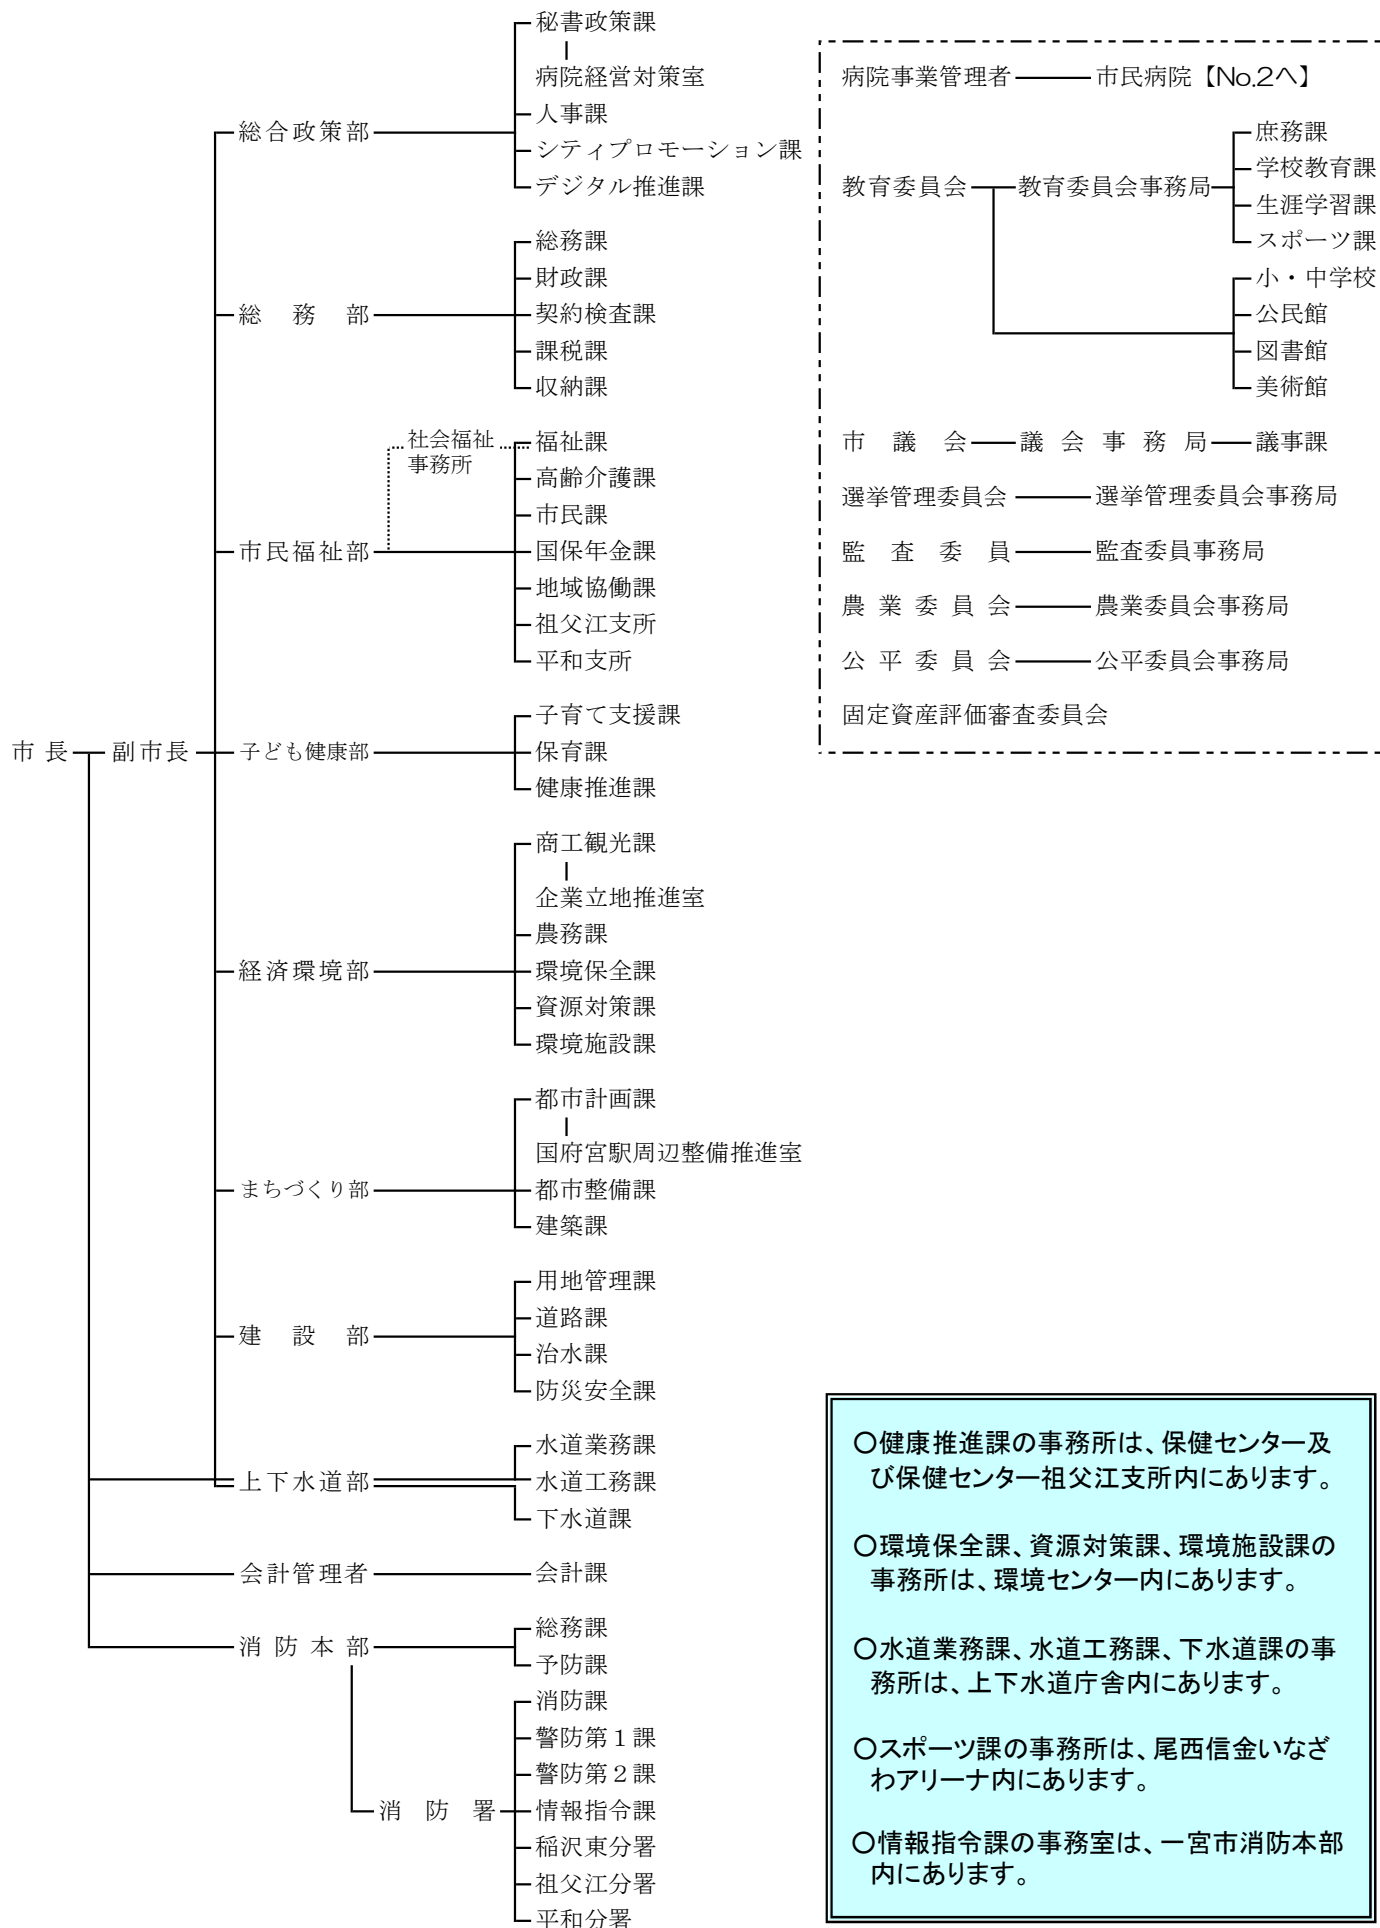 市長
副市長
総合政策部
秘書政策課
病院経営対策室
人事課
シティプロモーション課
デジタル推進課
総務部
総務課
財政課
契約検査課
課税課
収納課
市民福祉部
社会福祉
事務所
福祉課
高齢介護課
市民課
国保年金課
地域協働課
祖父江支所
平和支所
子ども健康部
子育て支援課
保育課
健康推進課
経済環境部
商工観光課
企業立地推進室
農務課
環境保全課
資源対策課
環境施設課
まちづくり部
都市計画課
国府宮駅周辺整備推進室
都市整備課
建築課
建設部
用地管理課
道路課
治水課
防災安全課
上下水道部
水道業務課
水道工務課
下水道課
会計管理者
会計課
消防本部
総務課
予防課
消防署
消防課
警防第１課
警防第２課
情報指令課
稲沢東分署
祖父江分署
平和分署
病院事業管理者 市民病院【No.2へ】
教育委員会
教育委員会事務局
庶務課
学校教育課
生涯学習課
スポーツ課
小・中学校
公民館
図書館
美術館
市議会 議会事務局 議事課
選挙管理委員会 選挙管理委員会事務局
監査委員 監査委員事務局
農業委員会 農業委員会事務局
公平委員会 公平委員会事務局
固定資産評価審査委員会
○健康推進課の事務所は、保健センター及
び保健センター祖父江支所内にあります。
○環境保全課、資源対策課、環境施設課の
事務所は、環境センター内にあります。
○水道業務課、水道工務課、下水道課の事
務所は、上下水道庁舎内にあります。
○スポーツ課の事務所は、尾西信金いなざ
わアリーナ内にあります。
○情報指令課の事務室は、一宮市消防本部
内にあります。